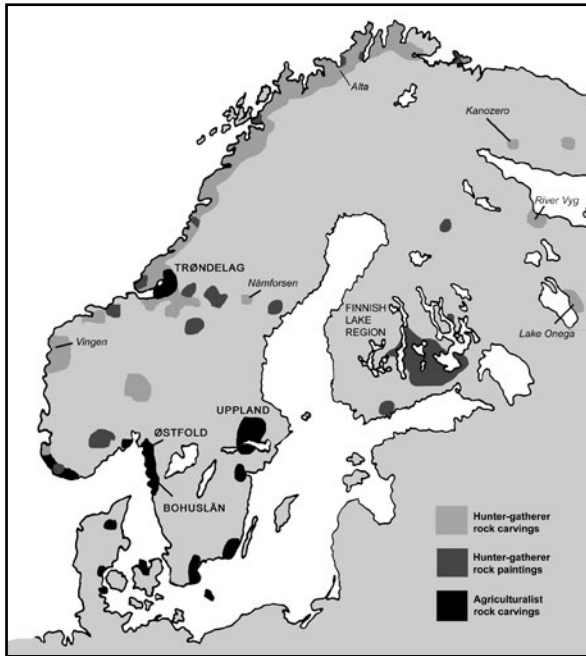 Alta
Kanozero
River Vyg
TRØNDELAG
Nämforsen
FINNISH
LAKE
REGION
Lake Onega
Vingen
UPPLAND
ØSTFOLD
BOHUSLÄN
Hunter-gatherer
rock carvings
Hunter-gatherer
rock paintings
Agriculturalist
rock carvings